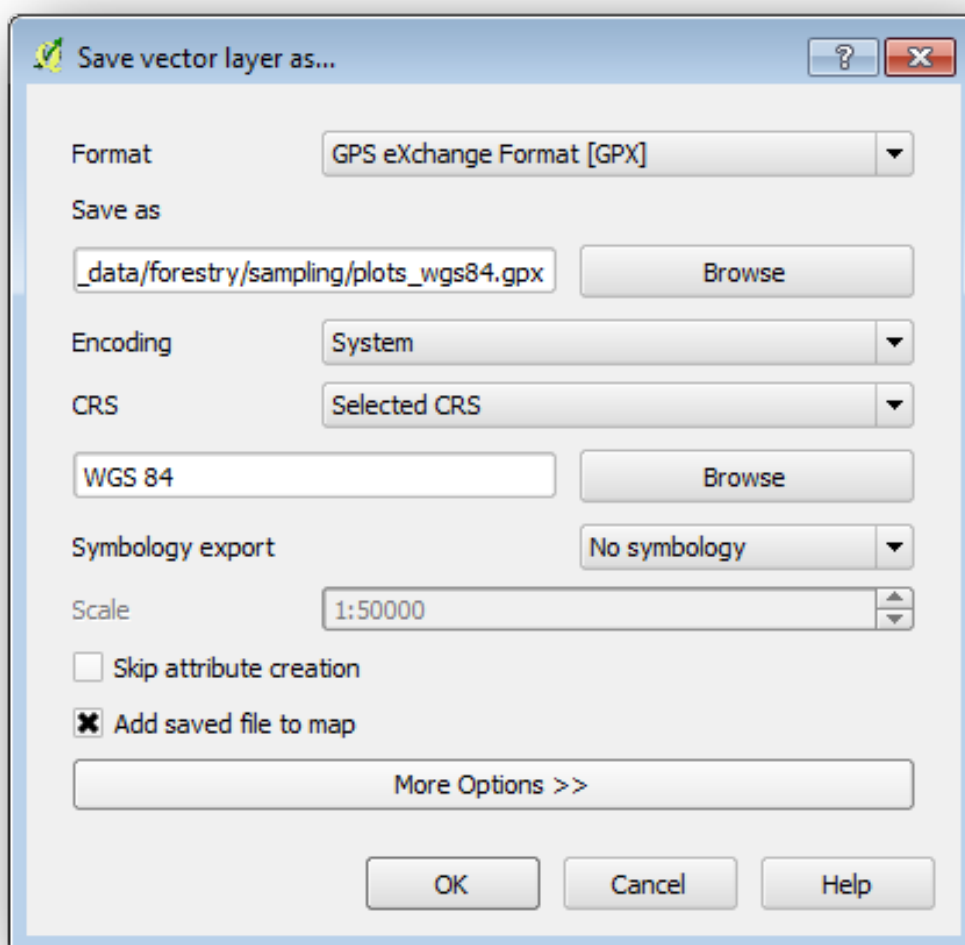 Save vector layer as...
Format
GPS eXchange Format [GPX]
Save as
_data/forestry/sampling/plots_wgs84.gpx
Browse
Encoding
System
CRS
Selected CRS
WGS 84
Browse
Symbology export
No symbology
Scale
1:50000
Skip attribute creation
Add saved file to map
More Options >>
OK
Cancel
Help